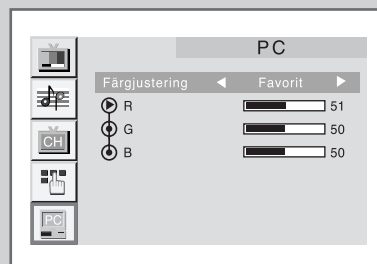 PC
Färgjustering Favorit
R 51
G 50
B 50
CH
PC